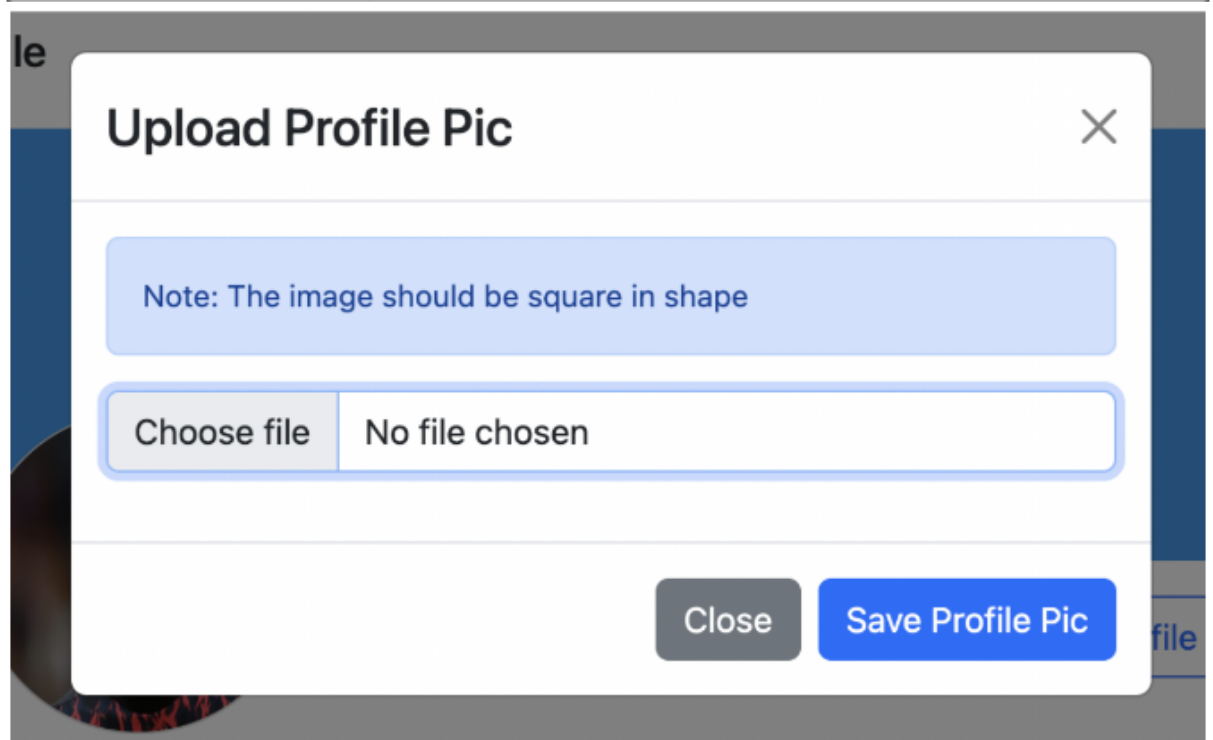 le
Upload Profile Pic
Note: The image should be square in shape
Choose file No file chosen
Close Save Profile Pic
file